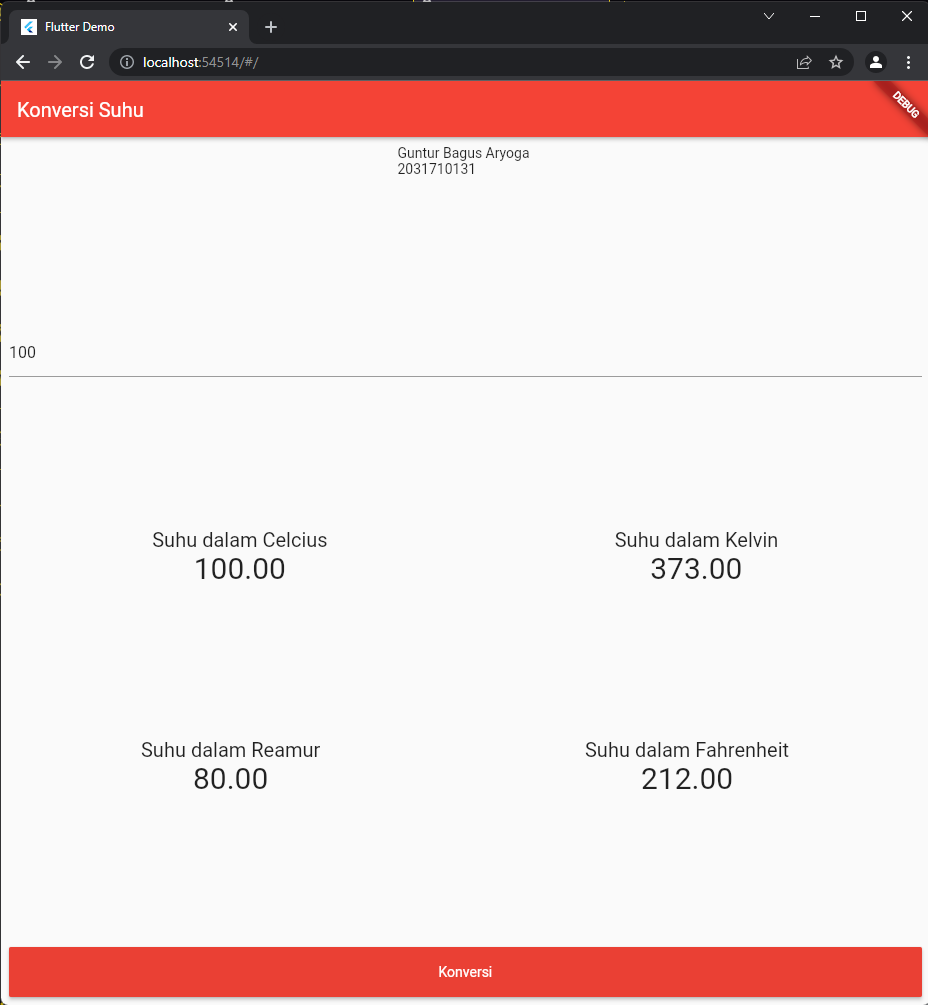 Flutter Demo
localhost:54514/#/
Konversi Suhu
DEBUG
Guntur Bagus Aryoga
2031710131
100
Suhu dalam Celcius
100.00
Suhu dalam Kelvin
373.00
Suhu dalam Reamur
80.00
Suhu dalam Fahrenheit
212.00
Konversi